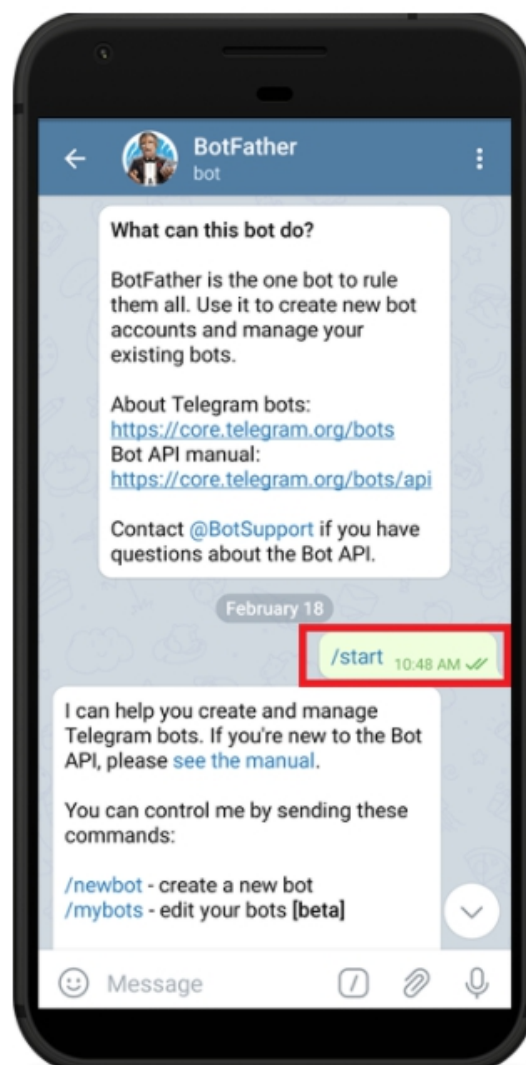 BotFather
bot
What can this bot do?
BotFather is the one bot to rule
them all. Use it to create new bot
accounts and manage your
existing bots.
About Telegram bots:
https://core.telegram.org/bots
Bot API manual:
https://core.telegram.org/bots/api
Contact @BotSupport if you have
questions about the Bot API.
February 18
/start 10:48 AM
I can help you create and manage
Telegram bots. If you're new to the Bot
API, please see the manual.
You can control me by sending these
commands:
/newbot - create a new bot
/mybots - edit your bots [beta]
Message